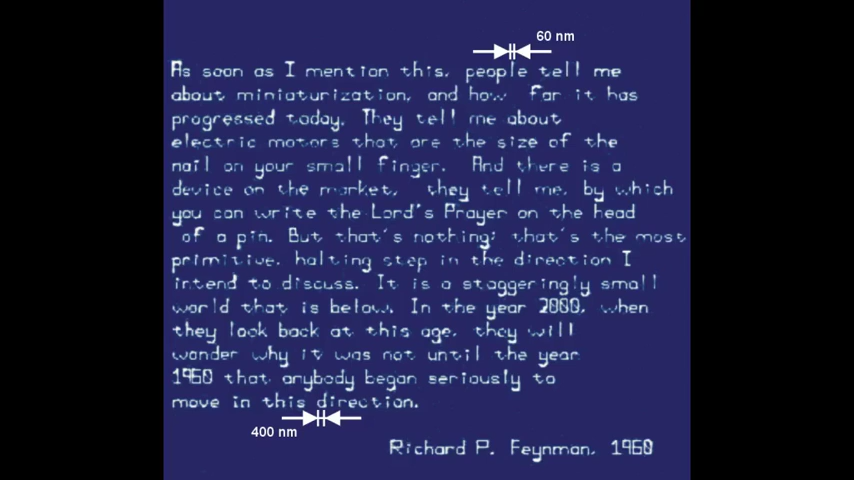 60 nm
As soon as I mention this, people tell me
about miniaturization, and how far it has
progressed today. They tell me about
electric motors that are the size of the
nail on your small finger. And there is a
device on the market, they tell me, by which
you can write the Lord's Prayer on the head
of a pin. But that's nothing; that's the most
primitive, halting step in the direction I
intend to discuss. It is a staggeringly small
world that is below. In the year 2000, when
they look back at this age, they will
wonder why it was not until the year
1960 that anybody began seriously to
move in this direction.
400 nm
Richard P. Feynman, 1960